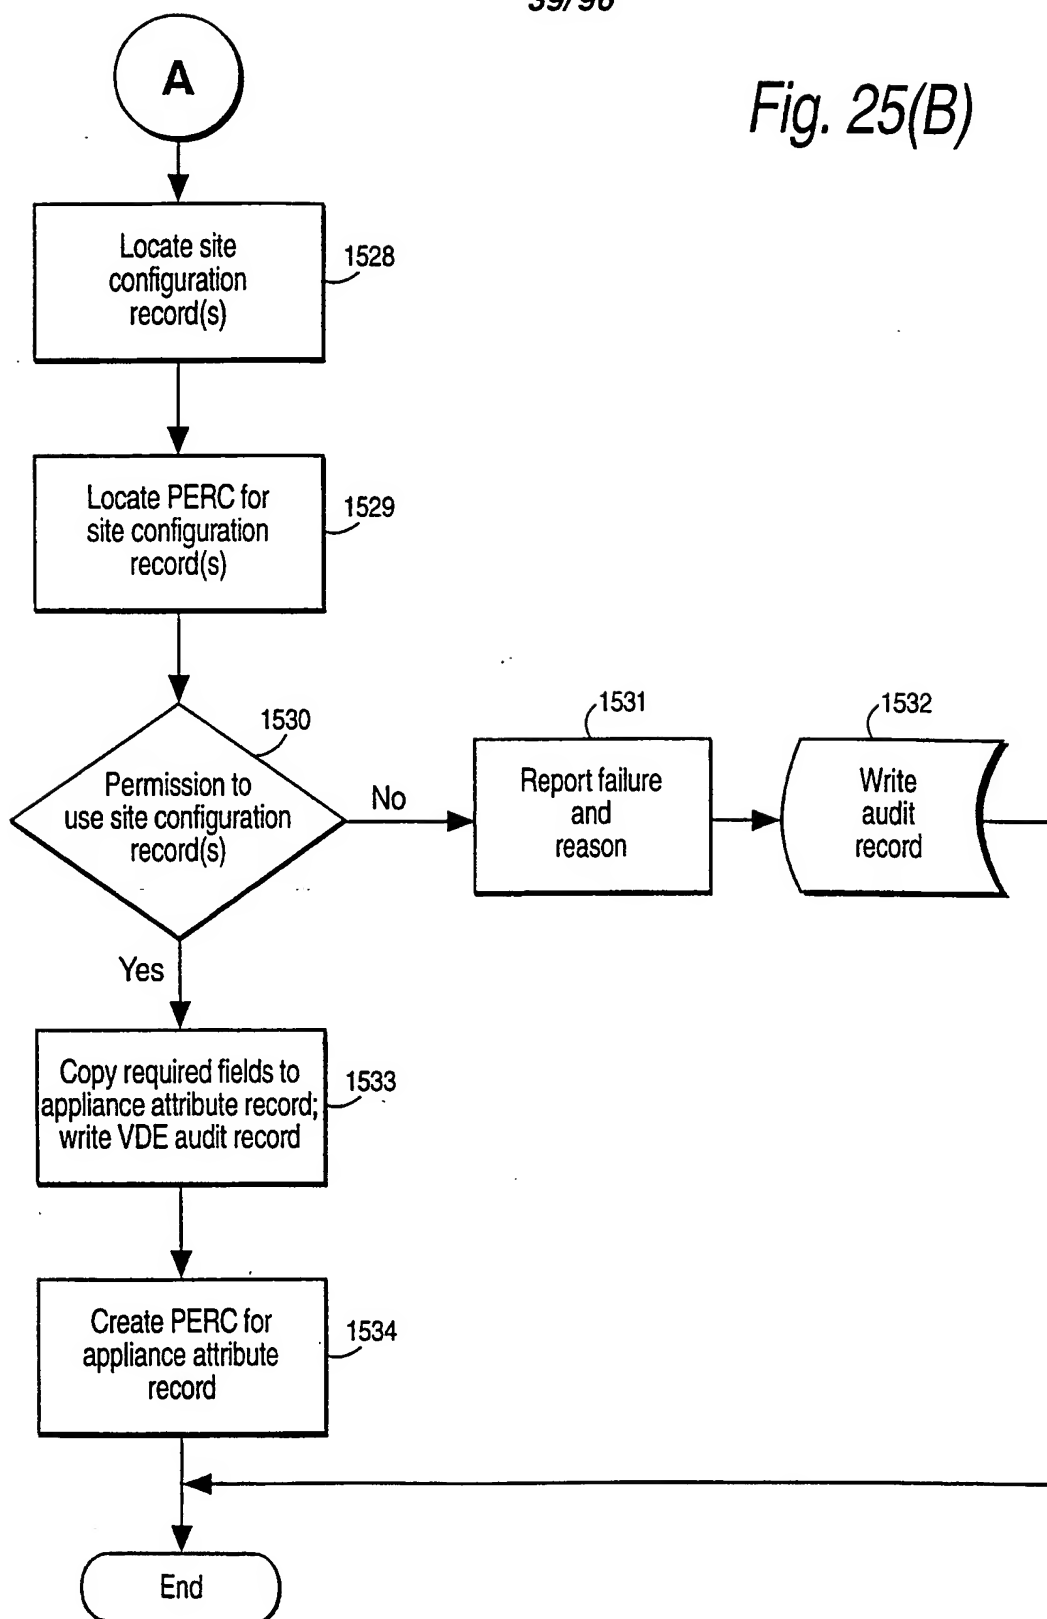 39/96
A
Fig. 25(B)
Locate site
configuration
record(s)
1528
Locate PERC for
site configuration
record(s)
1529
1530
Permission to
use site configuration
record(s)
No
1531
Report failure
and
reason
1532
Write
audit
record
Yes
Copy required fields to
appliance attribute record;
write VDE audit record
1533
Create PERC for
appliance attribute
record
1534
End